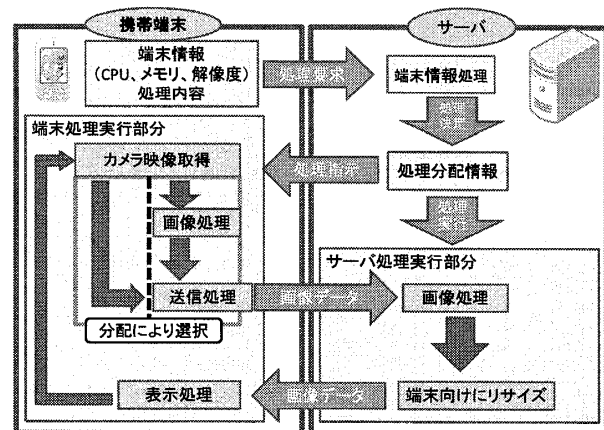 携帯端末
サーバ
端末情報
(CPU、メモリ、解像度)
処理内容
処理要求
端末情報処理
処理
選択
端末処理実行部分
カメラ映像取得
処理指示
処理分配情報
処理
実行
画像処理
サーバ処理実行部分
送信処理
画像データ
画像処理
分配により選択
表示処理
画像データ
端末向けにリサイズ